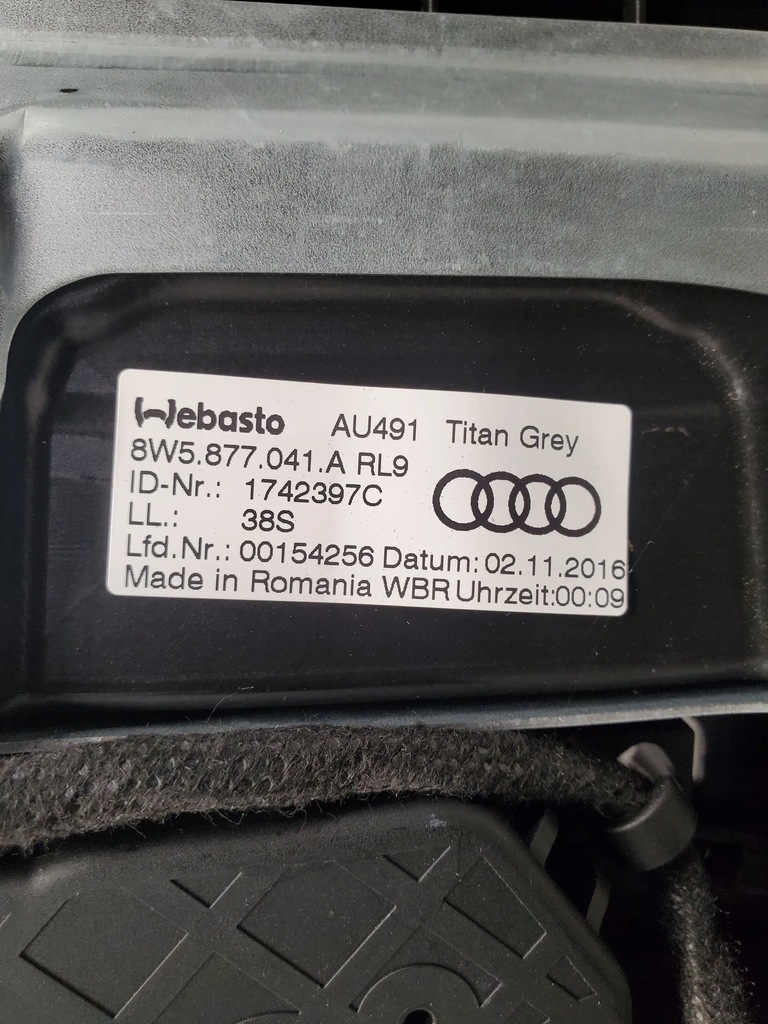 Webasto AU491 Titan Grey
8W5.877.041.A RL9
ID-Nr.: 1742397C
LL.: 38S
Lfd.Nr.: 00154256 Datum: 02.11.2016
Made in Romania WBR Uhrzeit:00:09